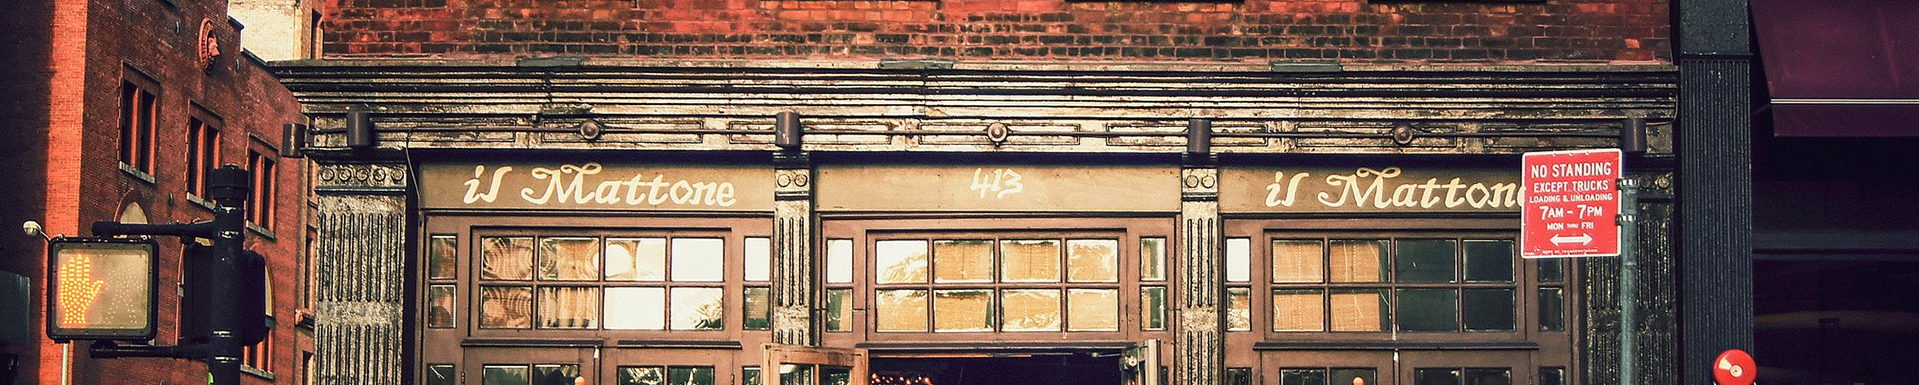 il Mattone
413
il Mattone
NO STANDING
EXCEPT TRUCKS
LOADING & UNLOADING
7AM - 7PM
MON THRU FRI